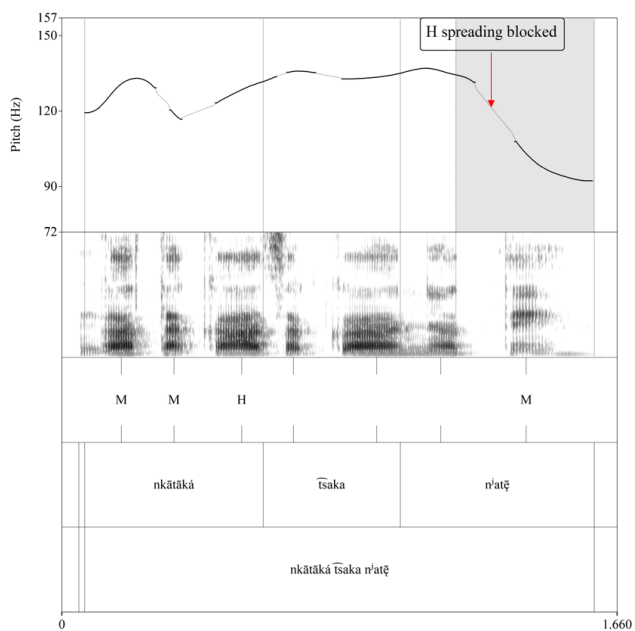 157
150
H spreading blocked
120
Pitch (Hz)
90
72
M M H M
nkātāká t͡saka nʲatḛ̄
nkātāká t͡saka nʲatḛ̄
0 1.660